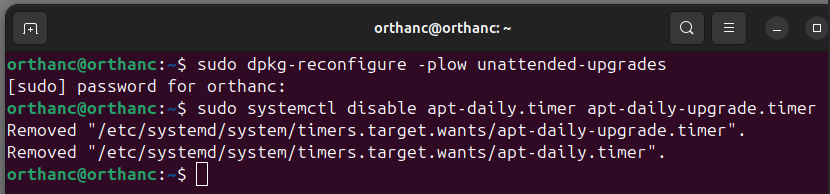 orthanc@orthanc: ~
orthanc@orthanc:~$ sudo dpkg-reconfigure -plow unattended-upgrades
[sudo] password for orthanc:
orthanc@orthanc:~$ sudo systemctl disable apt-daily.timer apt-daily-upgrade.timer
Removed "/etc/systemd/system/timers.target.wants/apt-daily-upgrade.timer".
Removed "/etc/systemd/system/timers.target.wants/apt-daily.timer".
orthanc@orthanc:~$